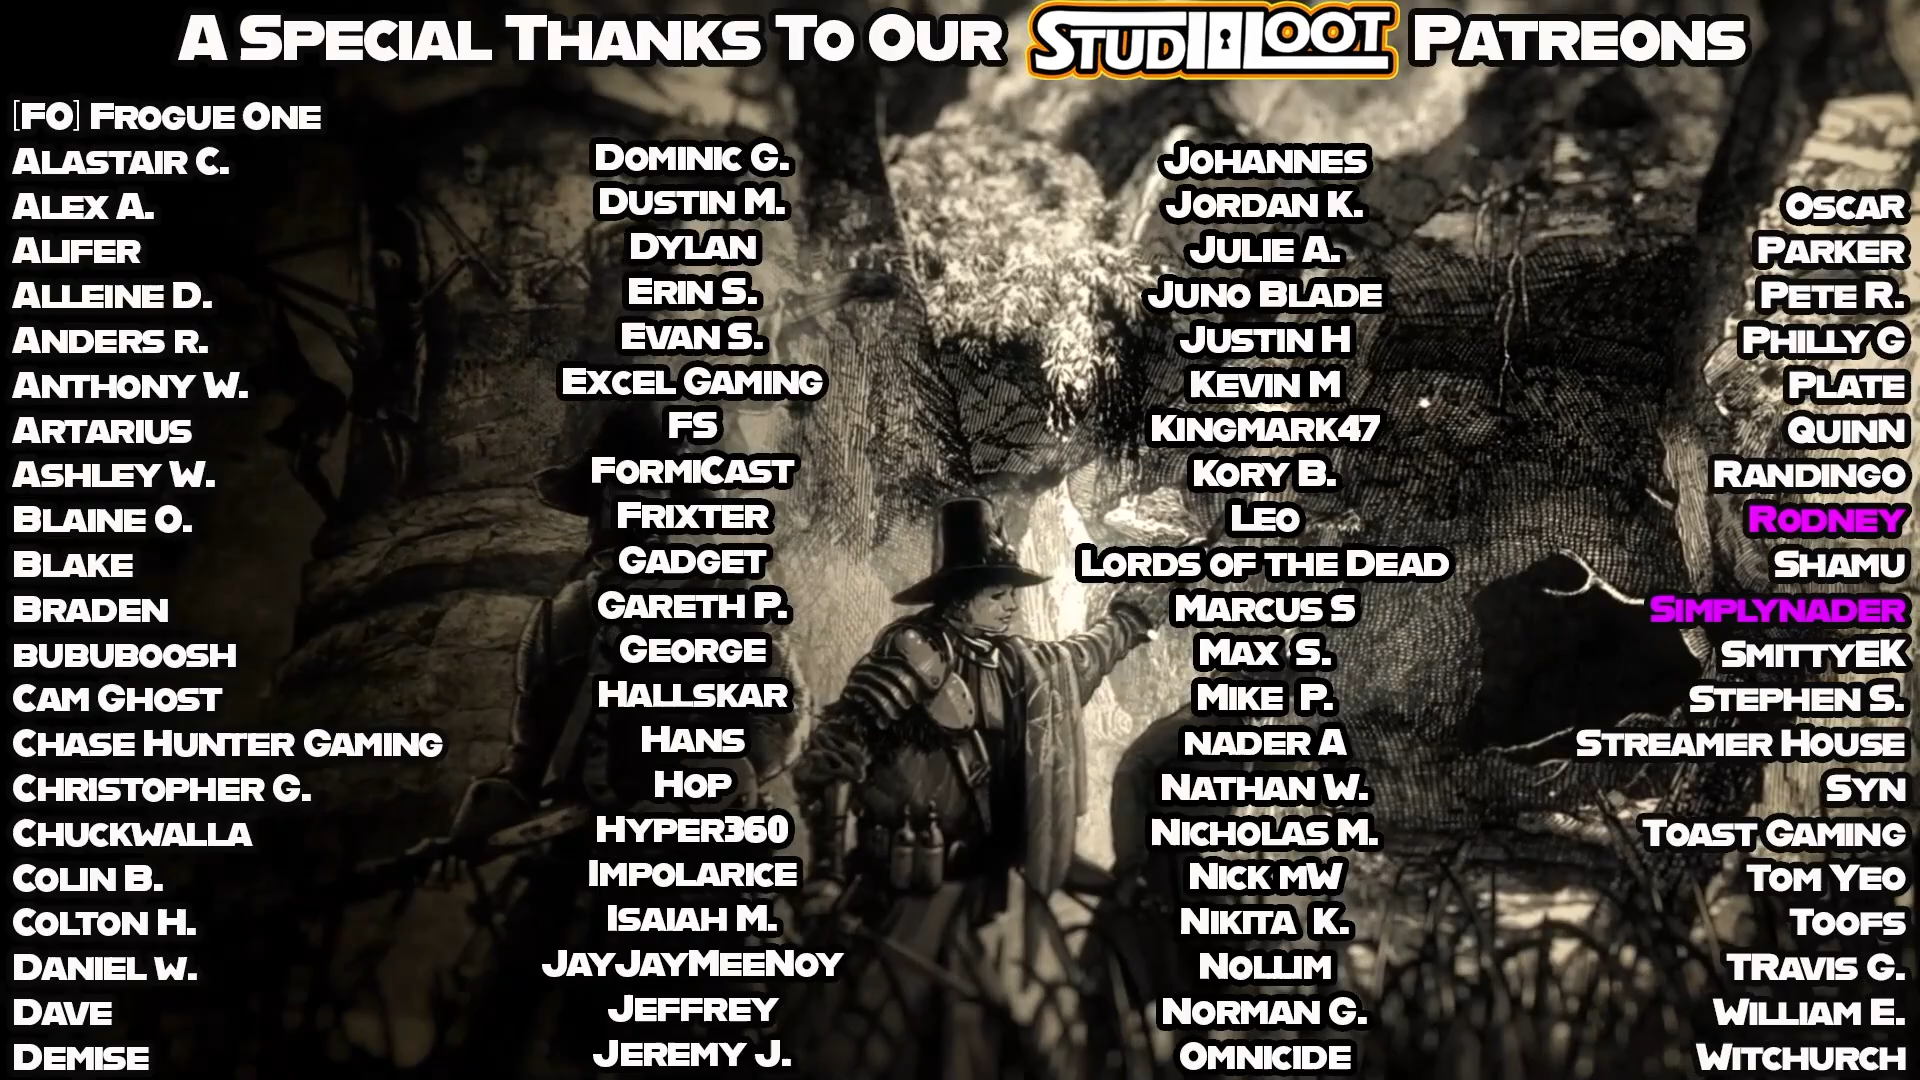 A Special Thanks To Our StudioLoot Patreons
[FO] Frogue One
Alastair C.
Alex A.
Alifer
Alleine D.
Anders R.
Anthony W.
Artarius
Ashley W.
Blaine O.
Blake
Braden
bububoosh
Cam Ghost
Chase Hunter Gaming
Christopher G.
Chuckwalla
Colin B.
Colton H.
Daniel W.
Dave
Demise
Dominic G.
Dustin M.
Dylan
Erin S.
Evan S.
Excel Gaming
FS
FormiCast
Frixter
Gadget
Gareth P.
George
Hallskar
Hans
Hop
Hyper360
Impolarice
Isaiah M.
JayJayMeeNoy
Jeffrey
Jeremy J.
Johannes
Jordan K.
Julie A.
Juno Blade
Justin H
Kevin M
Kingmark47
Kory B.
Leo
Lords of the Dead
Marcus S
Max S.
Mike P.
nader A
Nathan W.
Nicholas M.
Nick mW
Nikita K.
Nollim
Norman G.
Omnicide
Oscar
Parker
Pete R.
Philly G
Plate
Quinn
Randingo
Rodney
Shamu
Simplynader
SmittyEK
Stephen S.
Streamer House
Syn
Toast Gaming
Tom Yeo
Toofs
TRavis G.
William E.
Witchurch